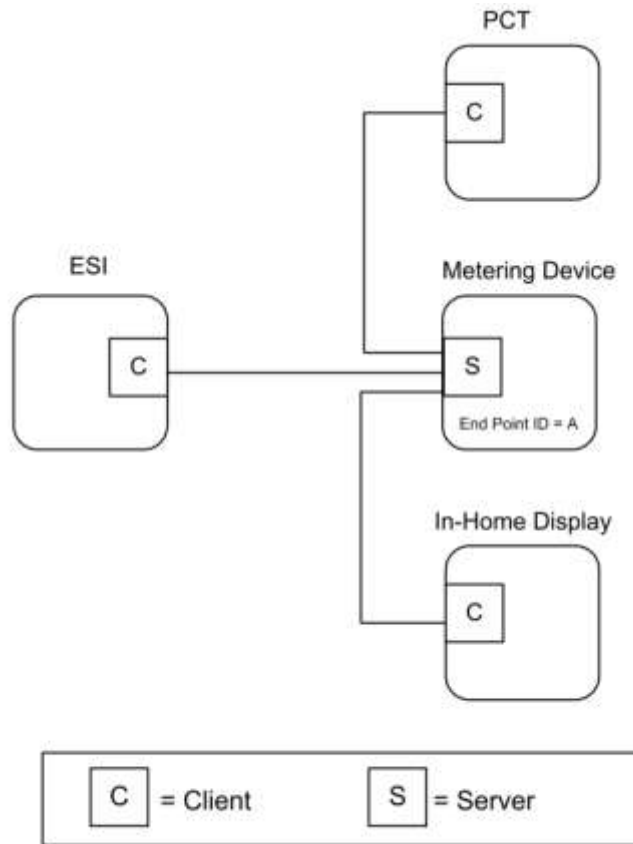 PCT
C
ESI
Metering Device
C
S
End Point ID = A
In-Home Display
C
C = Client
S = Server